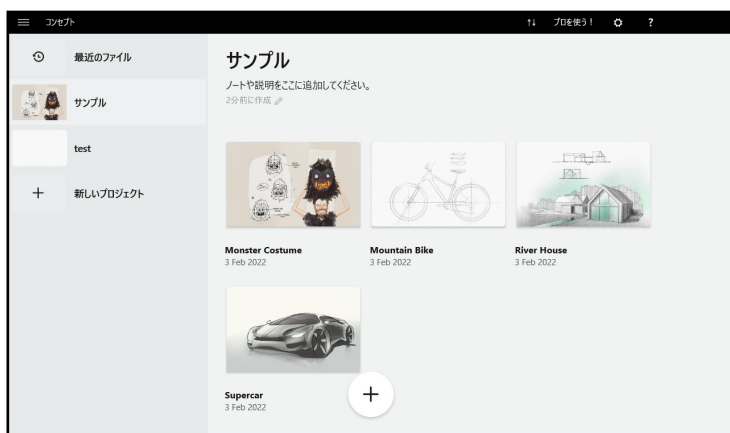 コンセプト
↑↓ プロを使う! ?
最近のファイル
サンプル
test
新しいプロジェクト
サンプル
ノートや説明をここに追加してください。
2分前に作成
Monster Costume
3 Feb 2022
Mountain Bike
3 Feb 2022
River House
3 Feb 2022
Supercar
3 Feb 2022